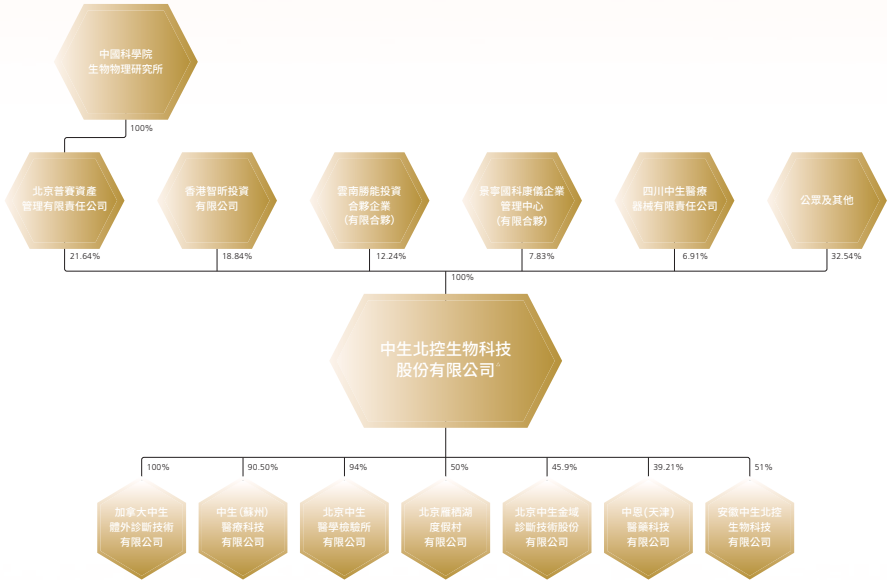 中國科學院
生物物理研究所
100%
北京普賽資產
管理有限責任公司
香港智昕投資
有限公司
雲南勝能投資
合夥企業
（有限合夥）
景寧國科康儀企業
管理中心
（有限合夥）
四川中生醫療
器械有限責任公司
公眾及其他
21.64%
18.84%
12.24%
7.83%
6.91%
32.54%
100%
中生北控生物科技
股份有限公司
100%
90.50%
94%
50%
45.9%
39.21%
51%
加拿大中生
體外診斷技術
有限公司
中生（蘇州）
醫療科技
有限公司
北京中生
醫學檢驗所
有限公司
北京雁栖湖
度假村
有限公司
北京中生金域
診斷技術股份
有限公司
中恩(天津)
醫藥科技
有限公司
安徽中生北控
生物科技
有限公司